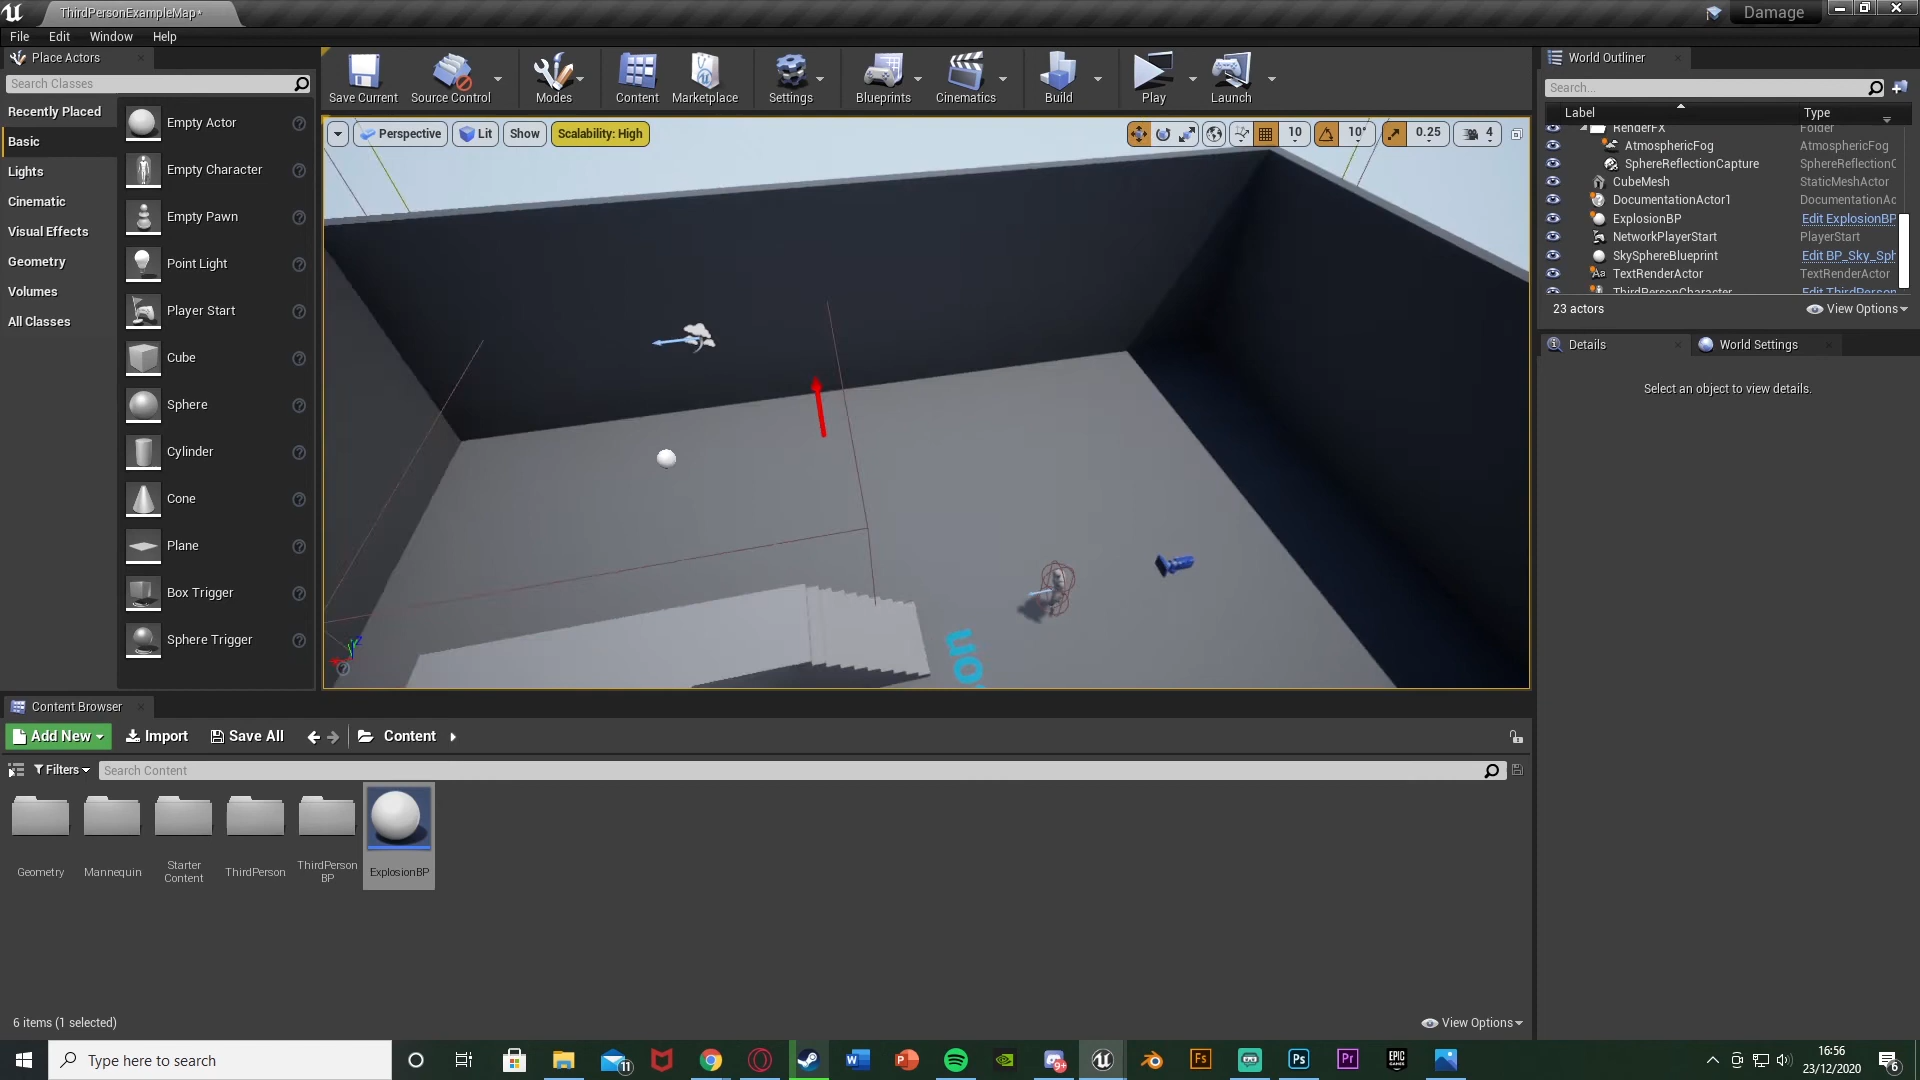 ThirdPersonExampleMap*
Damage
File Edit Window Help
Place Actors
Search Classes
Recently Placed
Basic
Lights
Cinematic
Visual Effects
Geometry
Volumes
All Classes
Empty Actor
Empty Character
Empty Pawn
Point Light
Player Start
Cube
Sphere
Cylinder
Cone
Plane
Box Trigger
Sphere Trigger
Save Current Source Control Modes Content Marketplace Settings Blueprints Cinematics Build Play Launch
Perspective Lit Show Scalability: High
10 10° 0.25 4
on
World Outliner
Search...
Label Type
RenderFX Folder
AtmosphericFog AtmosphericFog
SphereReflectionCapture SphereReflectionC
CubeMesh StaticMeshActor
DocumentationActor1 DocumentationAc
ExplosionBP Edit ExplosionBP
NetworkPlayerStart PlayerStart
SkySphereBlueprint Edit BP_Sky_Sph
TextRenderActor TextRenderActor
ThirdPersonCharacter Edit ThirdPerson
23 actors View Options
Details World Settings
Select an object to view details.
Content Browser
Add New Import Save All Content
Filters Search Content
Geometry
Mannequin
Starter
Content
ThirdPerson
ThirdPerson
BP
ExplosionBP
6 items (1 selected) View Options
Type here to search
11
9+
16:56
23/12/2020
6